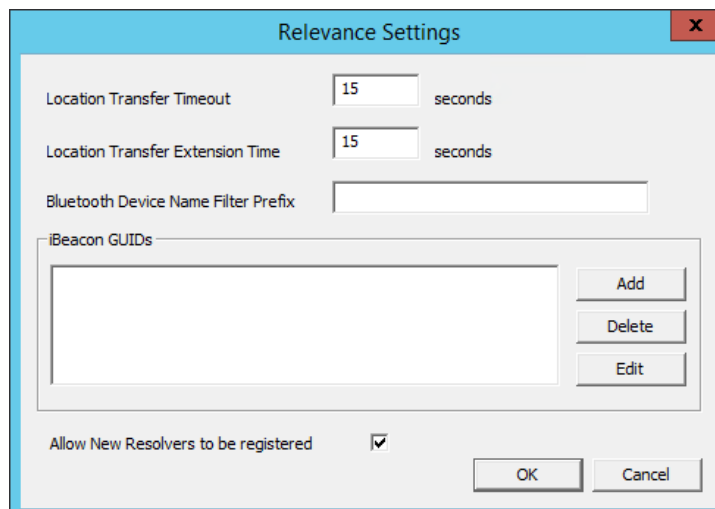 Relevance Settings
x
Location Transfer Timeout 15 seconds
Location Transfer Extension Time 15 seconds
Bluetooth Device Name Filter Prefix
iBeacon GUIDs
Add
Delete
Edit
Allow New Resolvers to be registered
OK Cancel